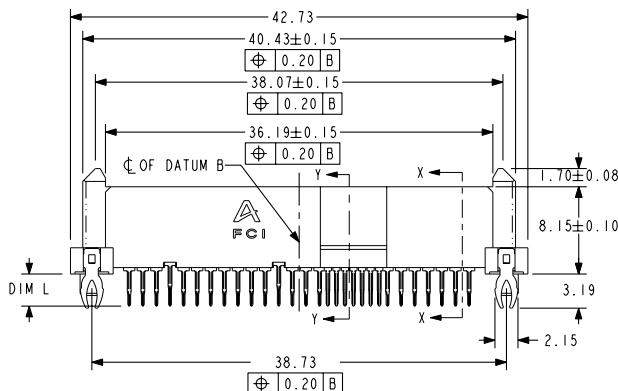 42.73
40.43±0.15
⌖ 0.20 B
38.07±0.15
⌖ 0.20 B
36.19±0.15
⌖ 0.20 B
℄ OF DATUM B
Y
X
1.70±0.08
8.15±0.10
FCI
DIM L
3.19
Y
X
2.15
38.73
⌖ 0.20 B